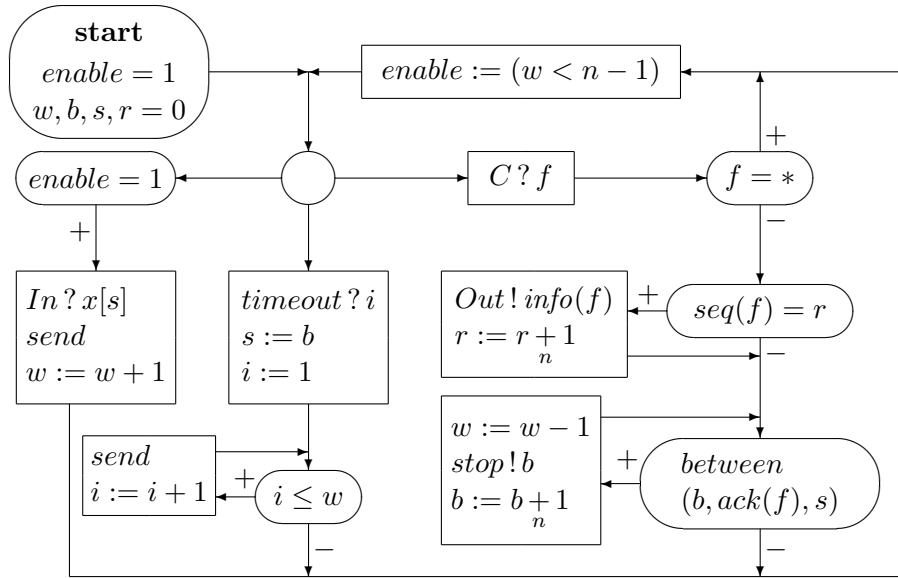 start
enable = 1
w, b, s, r = 0
enable := (w < n − 1)
+
enable = 1
C ? f
f = ∗
+
−
In ? x[s]
send
w := w + 1
timeout ? i
s := b
i := 1
Out ! info(f)
r := r + 1
n
+
seq(f) = r
−
send
i := i + 1
+
i ≤ w
−
w := w − 1
stop ! b
b := b + 1
n
+
between
(b, ack(f), s)
−